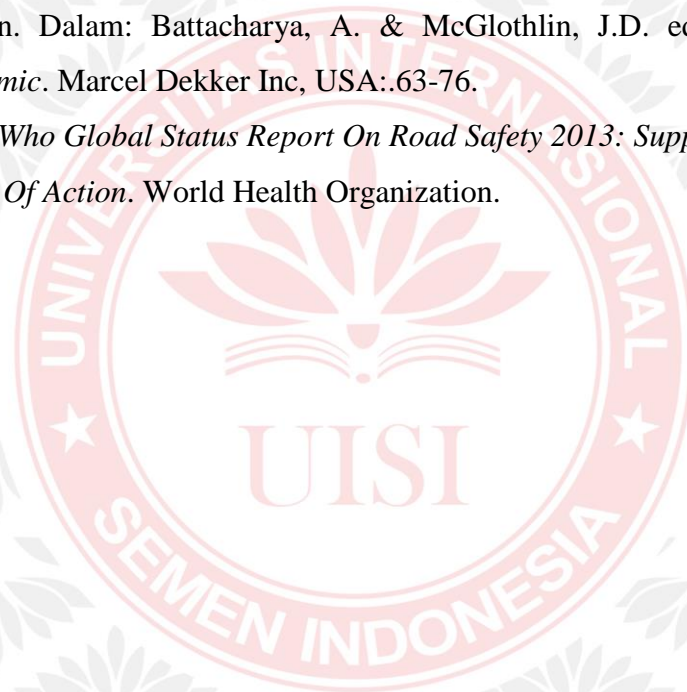 n. Dalam: Battacharya, A. & McGlothlin, J.D. ed
mic. Marcel Dekker Inc, USA:.63-76.
Who Global Status Report On Road Safety 2013: Supp
Of Action. World Health Organization.
UNIVERSITAS INTERNASIONAL
UISI
SEMEN INDONESIA